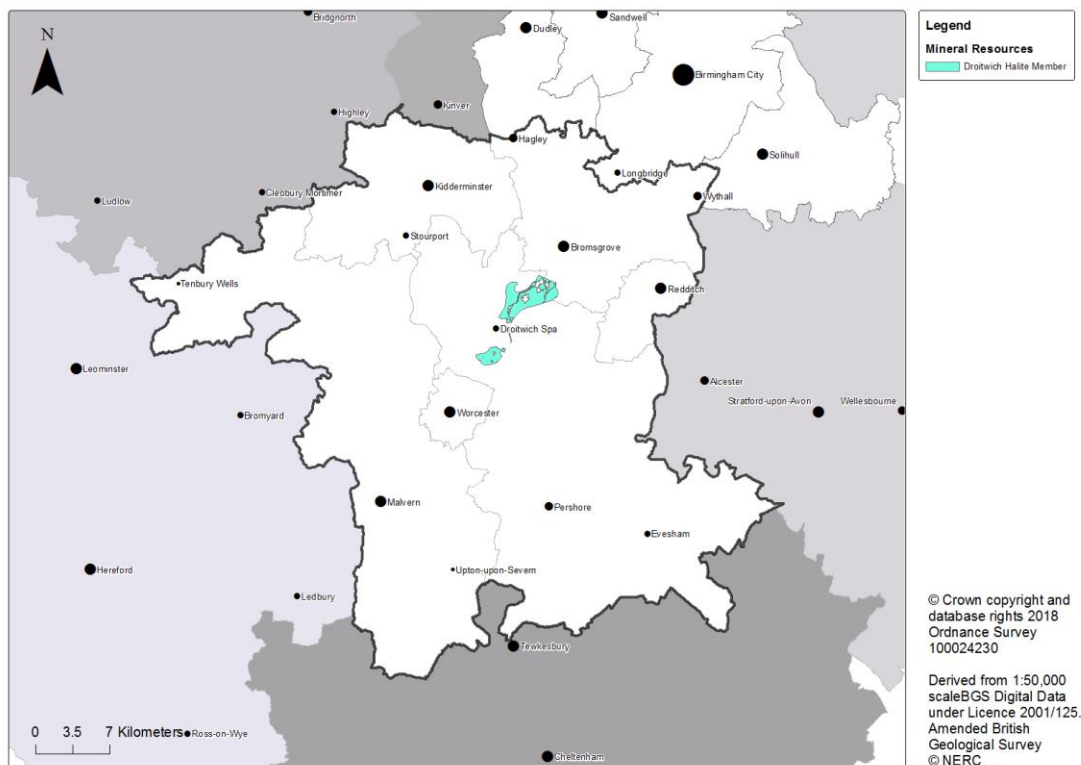 Bridgnorth
Sandwell
Dudley
N
Birmingham City
Kinver
Highley
Hagley
Solihull
Longbridge
Kidderminster
Cleobury Mortimer
Wythall
Ludlow
Stourport
Bromsgrove
Tenbury Wells
Redditch
Droitwich Spa
Leominster
Alcester
Stratford-upon-Avon
Wellesbourne
Bromyard
Worcester
Malvern
Pershore
Evesham
Hereford
Upton-upon-Severn
Ledbury
Tewkesbury
0 3.5 7 Kilometers
Ross-on-Wye
Cheltenham
Legend
Mineral Resources
Droitwich Halite Member
© Crown copyright and
database rights 2018
Ordnance Survey
100024230
Derived from 1:50,000
scaleBGS Digital Data
under Licence 2001/125.
Amended British
Geological Survey
© NERC